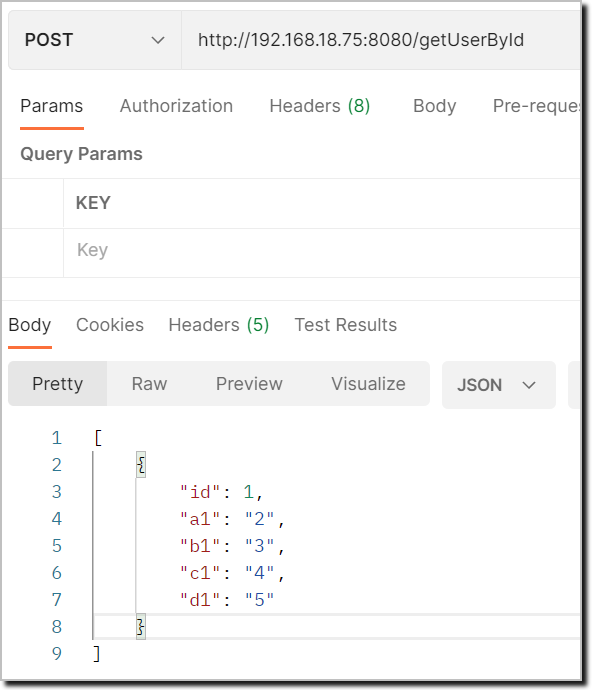 POST http://192.168.18.75:8080/getUserById
Params Authorization Headers (8) Body Pre-reque
Query Params
KEY
Key
Body Cookies Headers (5) Test Results
Pretty Raw Preview Visualize JSON
1 [
2 {
3 "id": 1,
4 "a1": "2",
5 "b1": "3",
6 "c1": "4",
7 "d1": "5"
8 }
9 ]